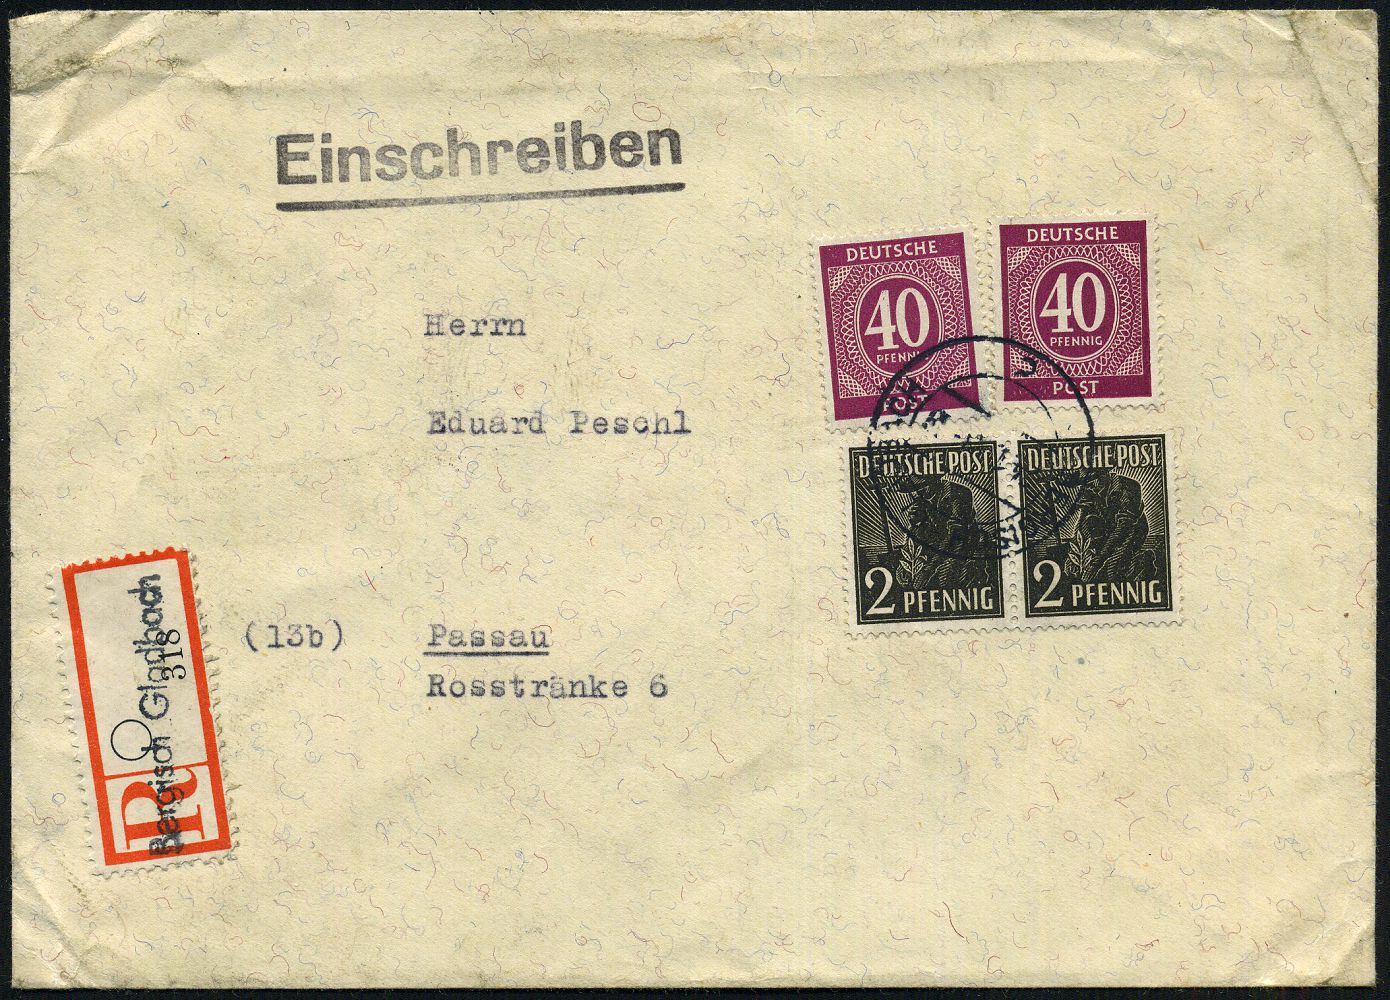 Einschreiben
DEUTSCHE
40
PFENNIG
POST
DEUTSCHE
40
PFENNIG
POST
Herrn
Eduard Peschl
DEUTSCHE POST
2 PFENNIG
DEUTSCHE POST
2 PFENNIG
(13b) Passau
Rosstränke 6
R
Bergisch Gladbach
318